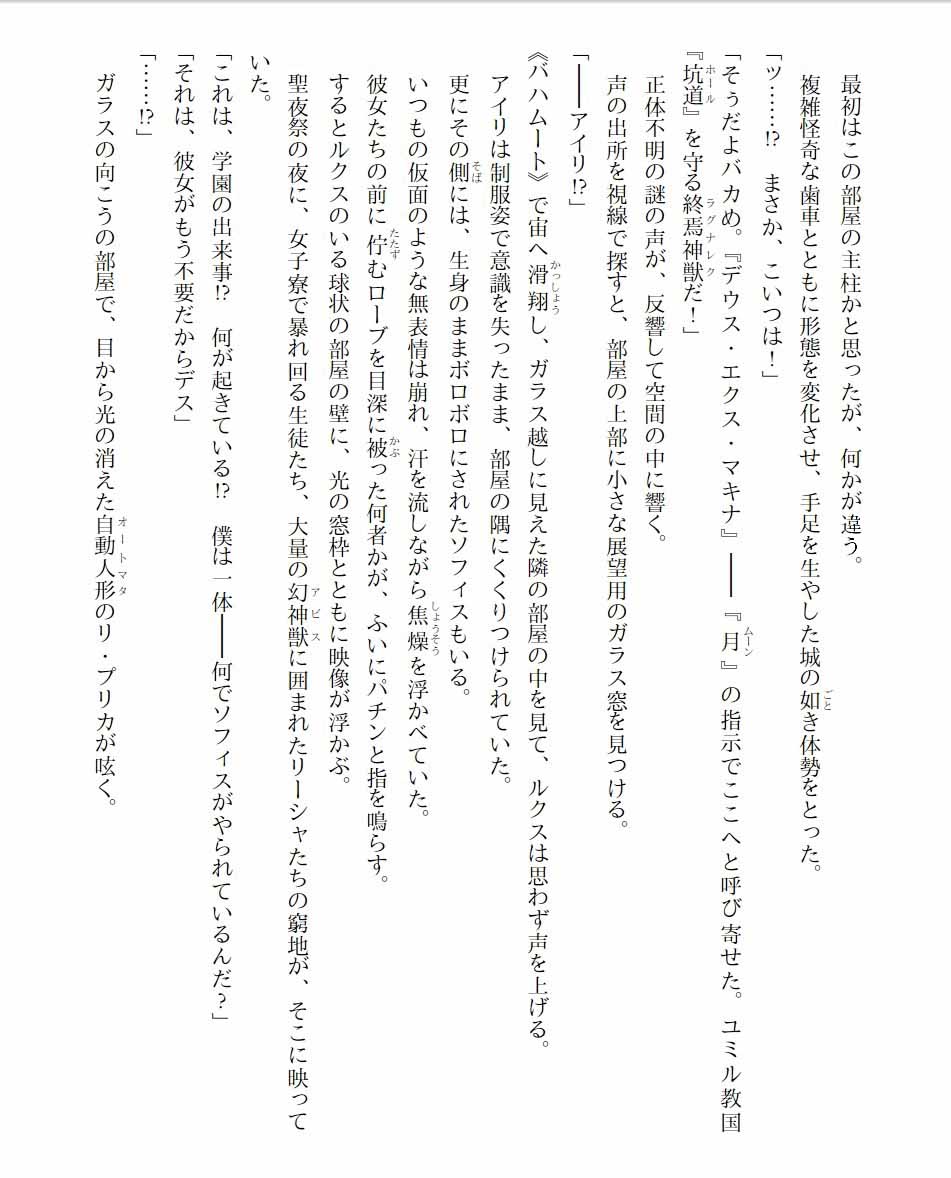 最初はこの部屋の主柱かと思ったが、何かが違う。
複雑怪奇な歯車とともに形態を変化させ、手足を生やした城の如き体勢をとった。
「ッ……!?　まさか、こいつは！」
「そうだよバカめ。『デウス・エクス・マキナ』――『月』の指示でここへと呼び寄せた。ユミル教国
『坑道』を守る終焉神獣だ！」
正体不明の謎の声が、反響して空間の中に響く。
声の出所を視線で探すと、部屋の上部に小さな展望用のガラス窓を見つける。
「――アイリ!?」
《バハムート》で宙へ滑翔し、ガラス越しに見えた隣の部屋の中を見て、ルクスは思わず声を上げる。
アイリは制服姿で意識を失ったまま、部屋の隅にくくりつけられていた。
更にその側には、生身のままボロボロにされたソフィスもいる。
いつもの仮面のような無表情は崩れ、汗を流しながら焦燥を浮かべていた。
彼女たちの前に佇むローブを目深に被った何者かが、ふいにパチンと指を鳴らす。
するとルクスのいる球状の部屋の壁に、光の窓枠とともに映像が浮かぶ。
聖夜祭の夜に、女子寮で暴れ回る生徒たち、大量の幻神獣に囲まれたリーシャたちの窮地が、そこに映って
いた。
「これは、学園の出来事!?　何が起きている!?　僕は一体――何でソフィスがやられているんだ？」
「それは、彼女がもう不要だからデス」
「……!?」
ガラスの向こうの部屋で、目から光の消えた自動人形のリ・プリカが呟く。